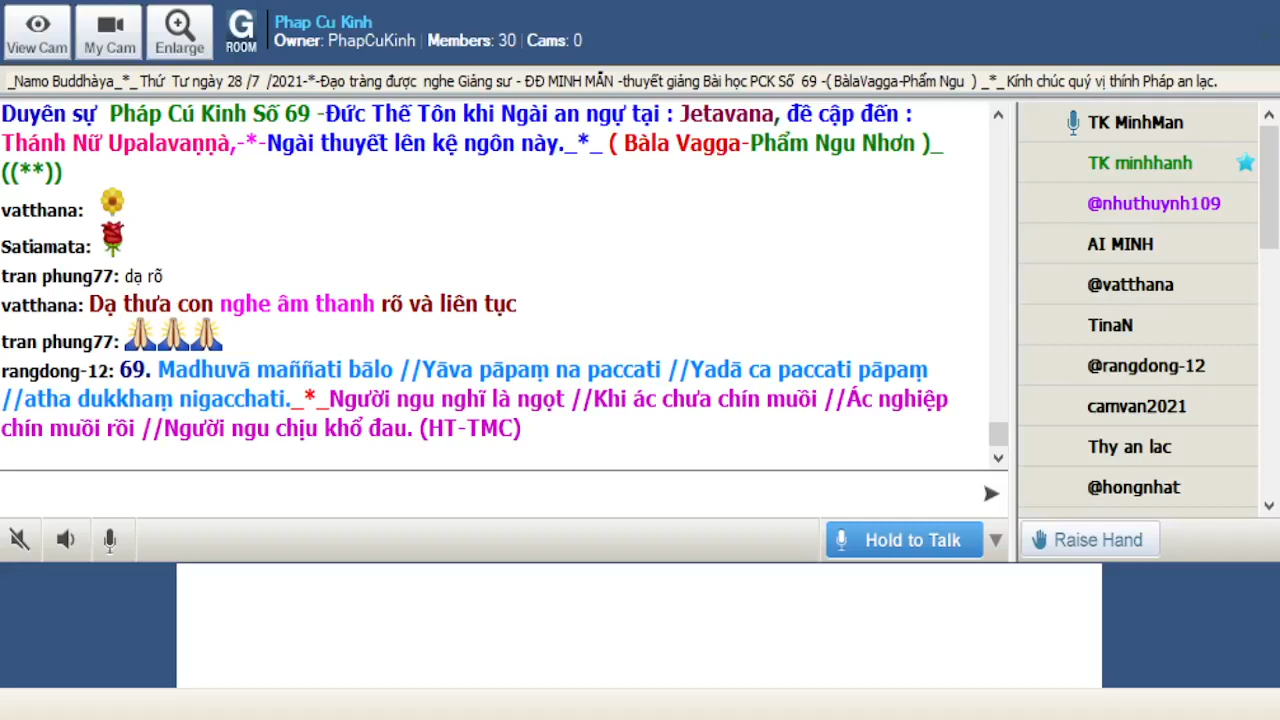 View Cam
My Cam
Enlarge
G
ROOM
Phap Cu Kinh
Owner: PhapCuKinh | Members: 30 | Cams: 0
_Namo Buddhàya_*_ Thứ Tư ngày 28 /7 /2021-*-Đạo tràng được nghe Giảng sư - ĐĐ MINH MẪN -thuyết giảng Bài học PCK Số 69 -( BàlaVagga-Phẩm Ngu ) _*_Kính chúc quý vị thính Pháp an lạc.
Duyên sự Pháp Cú Kinh Số 69 -Đức Thế Tôn khi Ngài an ngự tại : Jetavana, đề cập đến :
Thánh Nữ Upalavaṇṇà,-*-Ngài thuyết lên kệ ngôn này._*_ ( Bàla Vagga-Phẩm Ngu Nhơn )_
((**))
vatthana:
Satiamata:
tran phung77: dạ rõ
vatthana: Dạ thưa con nghe âm thanh rõ và liên tục
tran phung77:
rangdong-12: 69. Madhuvā maññati bālo //Yāva pāpaṃ na paccati //Yadā ca paccati pāpaṃ
//atha dukkhaṃ nigacchati._*_Người ngu nghĩ là ngọt //Khi ác chưa chín muồi //Ác nghiệp
chín muồi rồi //Người ngu chịu khổ đau. (HT-TMC)
TK MinhMan
TK minhhanh
@nhuthuynh109
AI MINH
@vatthana
TinaN
@rangdong-12
camvan2021
Thy an lac
@hongnhat
Hold to Talk
Raise Hand